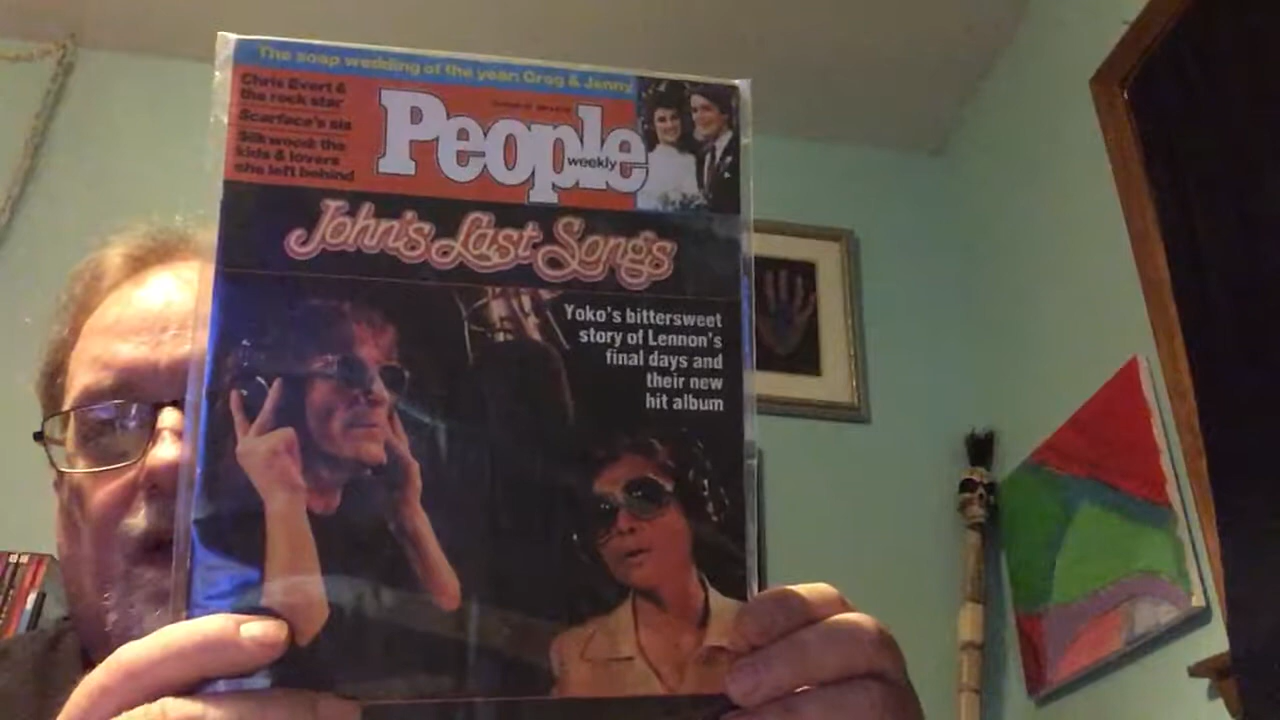 The soap wedding of the year: Greg & Jenny
Chris Evert &
the rock star
Scarface's sis
Silkwood: the
kids & lovers
she left behind
People
weekly
John's Last Songs
Yoko's bittersweet
story of Lennon's
final days and
their new
hit album